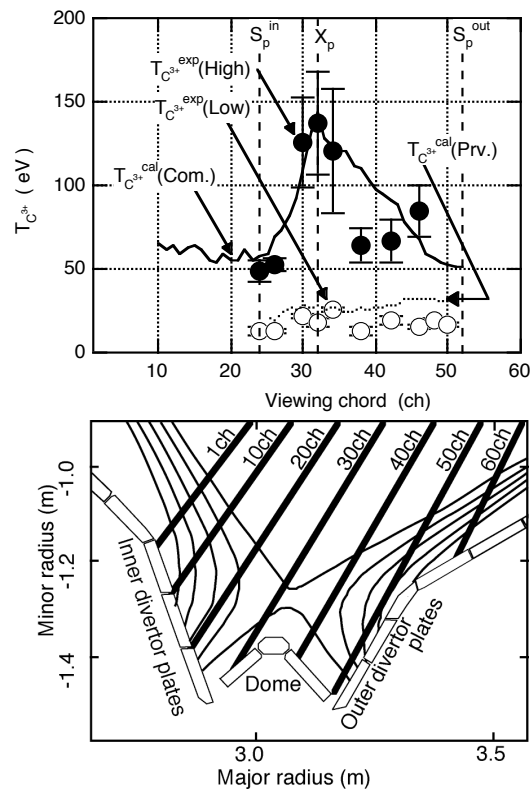 S_p^in X_p S_p^out
200
150
100
50
0
T_C³⁺ ( eV )
T_C³⁺^exp(High)
T_C³⁺^exp(Low)
T_C³⁺^cal(Prv.)
T_C³⁺^cal(Com.)
10 20 30 40 50 60
Viewing chord (ch)
1ch 10ch 20ch 30ch 40ch 50ch 60ch
-1.0
-1.2
-1.4
Minor radius (m)
Inner divertor plates
Dome
Outer divertor
plates
3.0 3.5
Major radius (m)